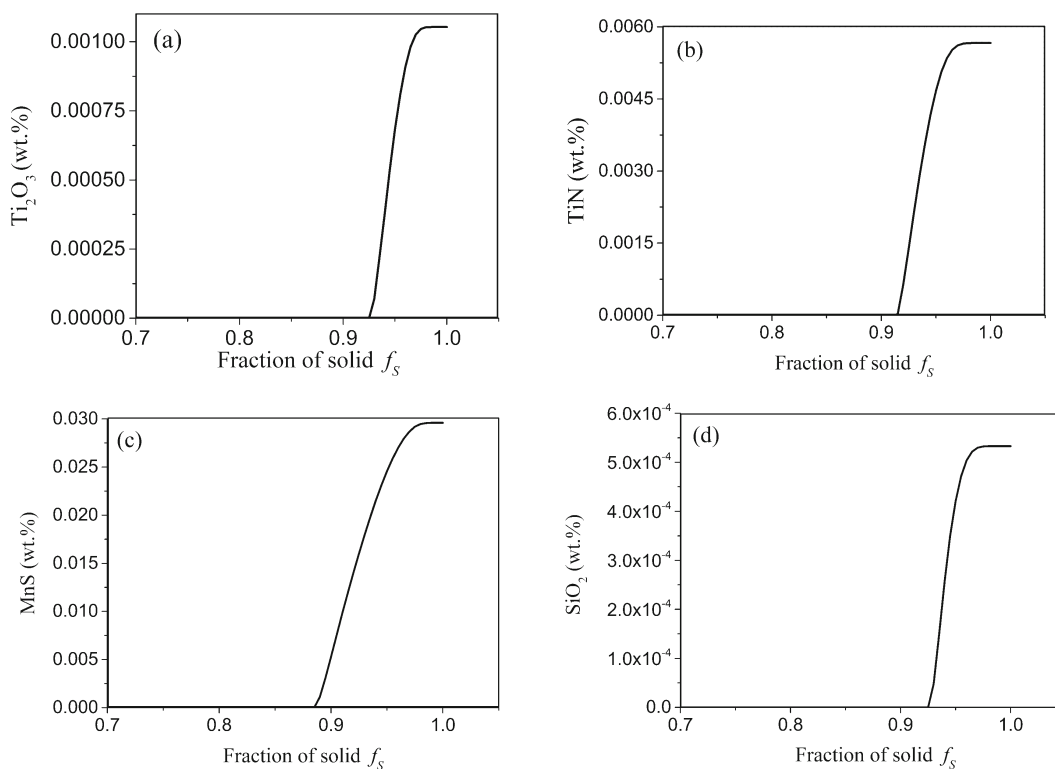 (a)
Ti2O3 (wt.%)
0.00100
0.00075
0.00050
0.00025
0.00000
0.7 0.8 0.9 1.0
Fraction of solid fS
(b)
TiN (wt.%)
0.0060
0.0045
0.0030
0.0015
0.0000
0.7 0.8 0.9 1.0
Fraction of solid fS
(c)
MnS (wt.%)
0.030
0.025
0.020
0.015
0.010
0.005
0.000
0.7 0.8 0.9 1.0
Fraction of solid fS
(d)
SiO2 (wt.%)
6.0x10-4
5.0x10-4
4.0x10-4
3.0x10-4
2.0x10-4
1.0x10-4
0.0
0.7 0.8 0.9 1.0
Fraction of solid fS